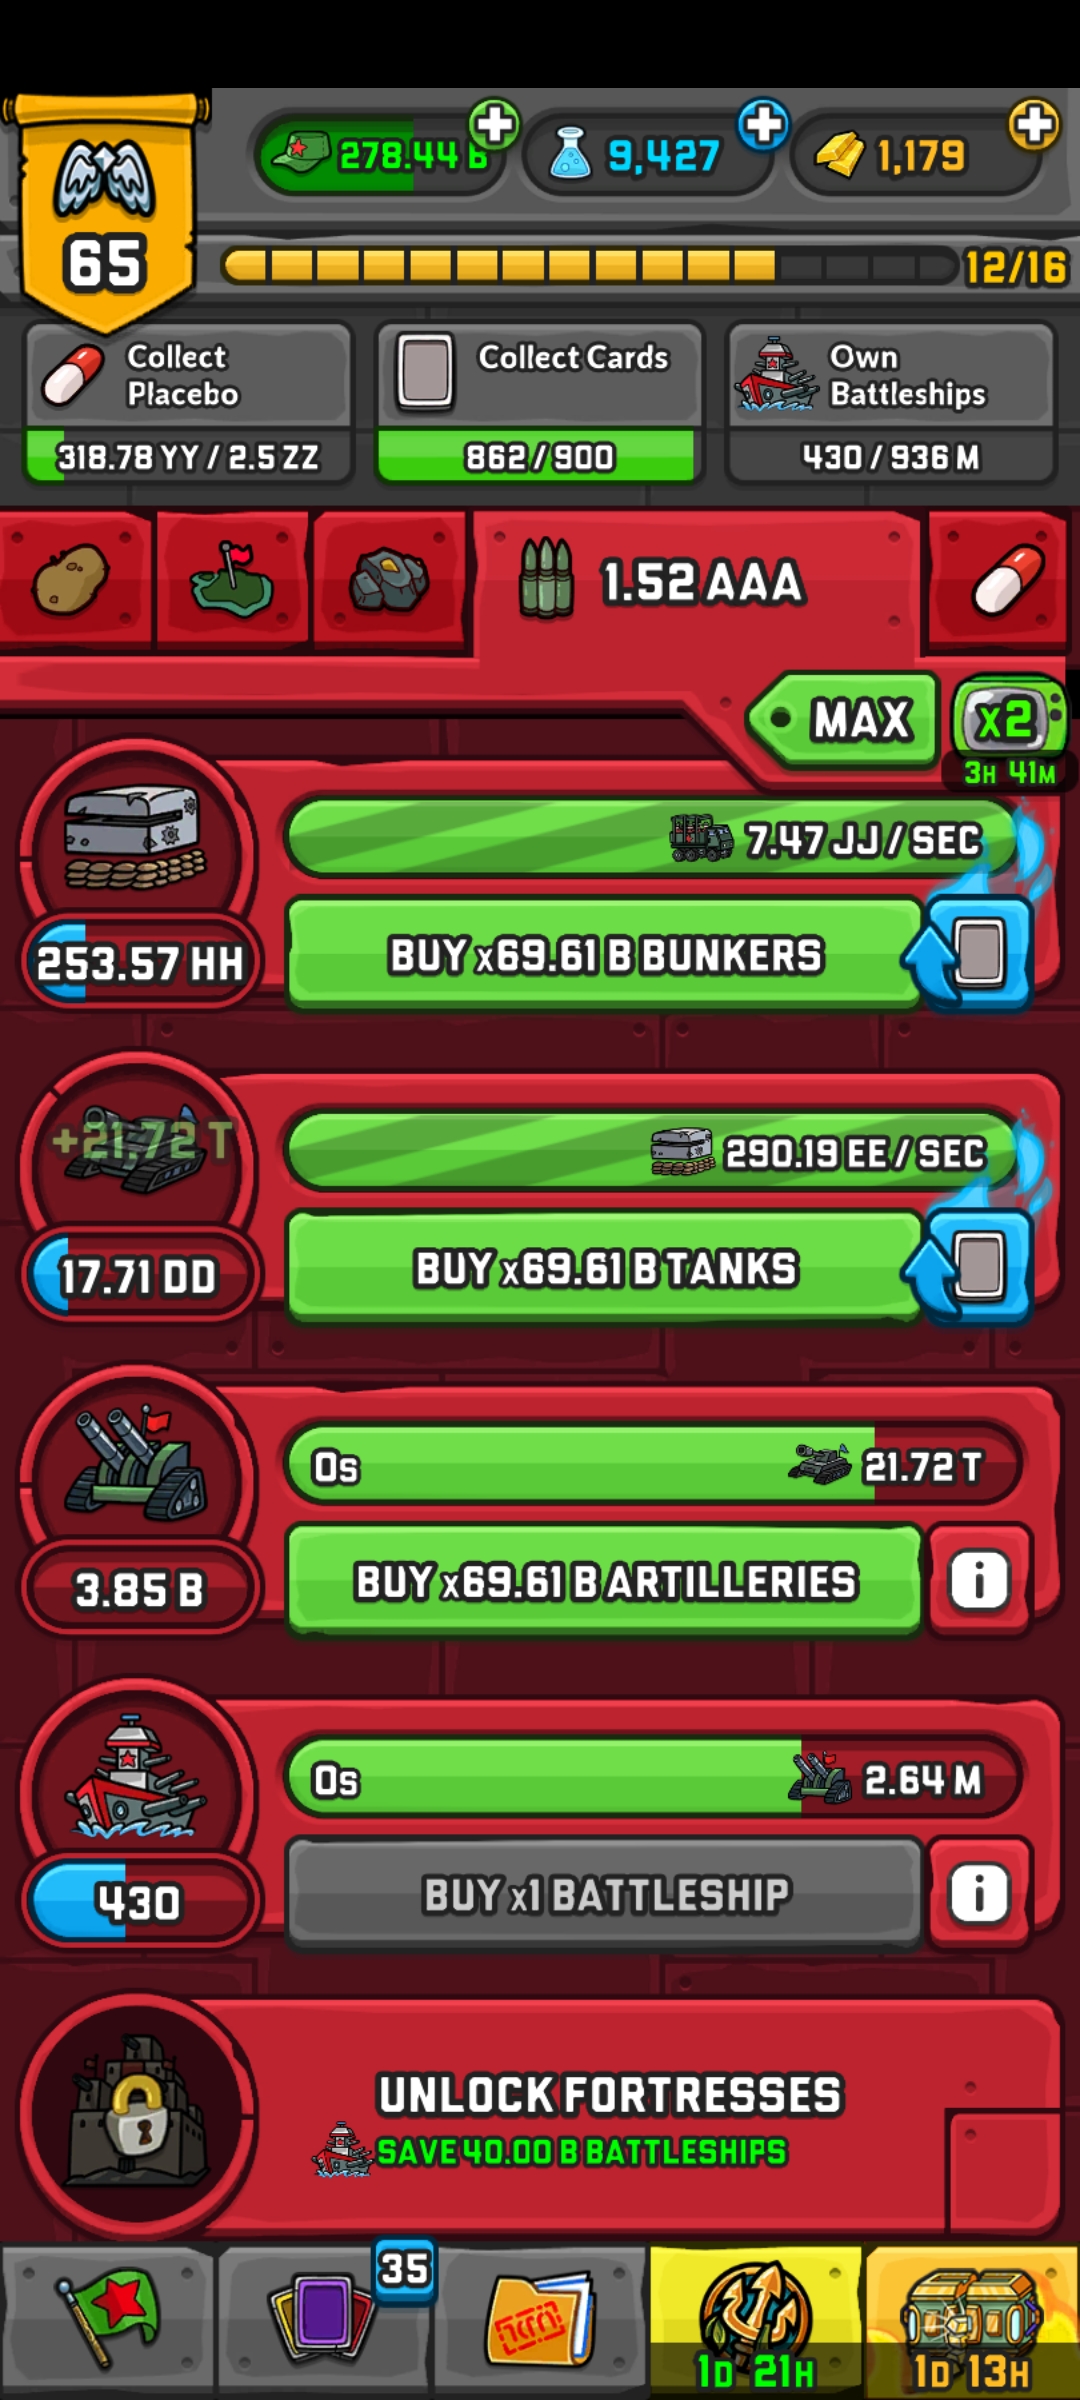 278.44 B
9,427
1,179
65
12/16
Collect
Placebo
318.78 YY / 2.5 ZZ
Collect Cards
862 / 900
Own
Battleships
430 / 936 M
1.52 AAA
MAX
x2
3H 41M
7.47 JJ / SEC
253.57 HH
BUY x69.61 B BUNKERS
+21.72 T
290.19 EE / SEC
17.71 DD
BUY x69.61 B TANKS
0s
21.72 T
3.85 B
BUY x69.61 B ARTILLERIES
i
0s
2.64 M
430
BUY x1 BATTLESHIP
i
UNLOCK FORTRESSES
SAVE 40.00 B BATTLESHIPS
35
1D 21H
1D 13H